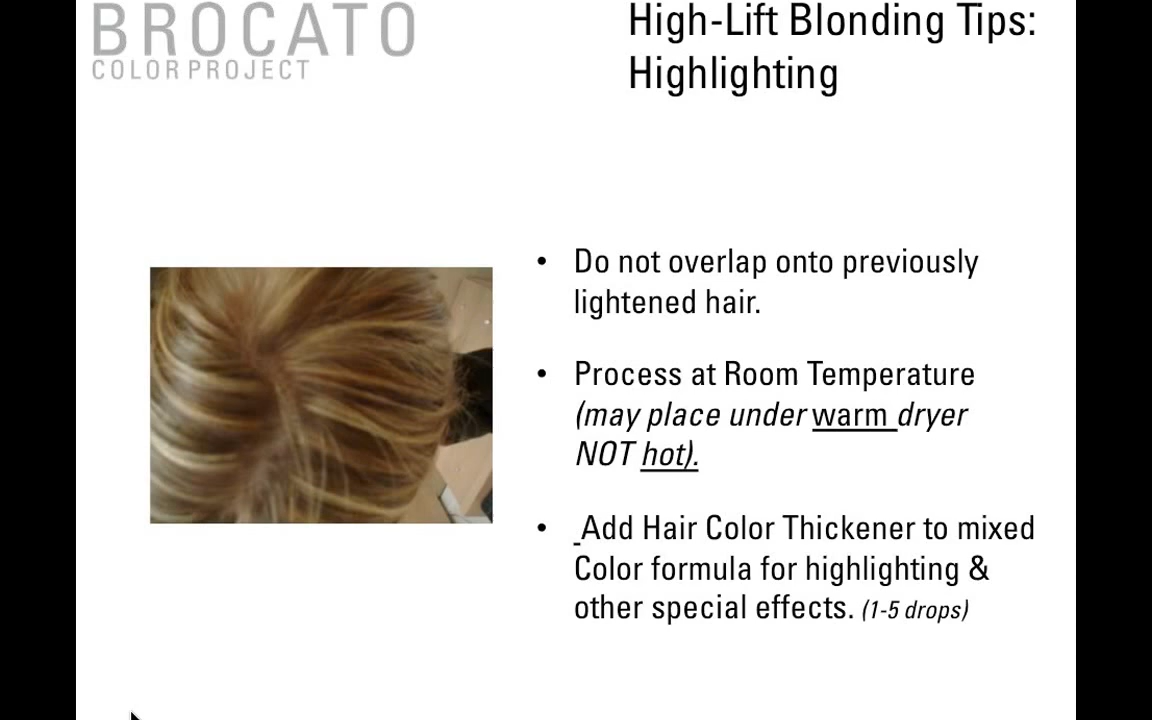 BROCATO
COLOR PROJECT
High-Lift Blonding Tips:
Highlighting
• Do not overlap onto previously
lightened hair.
• Process at Room Temperature
(may place under warm dryer
NOT hot).
• Add Hair Color Thickener to mixed
Color formula for highlighting &
other special effects. (1-5 drops)